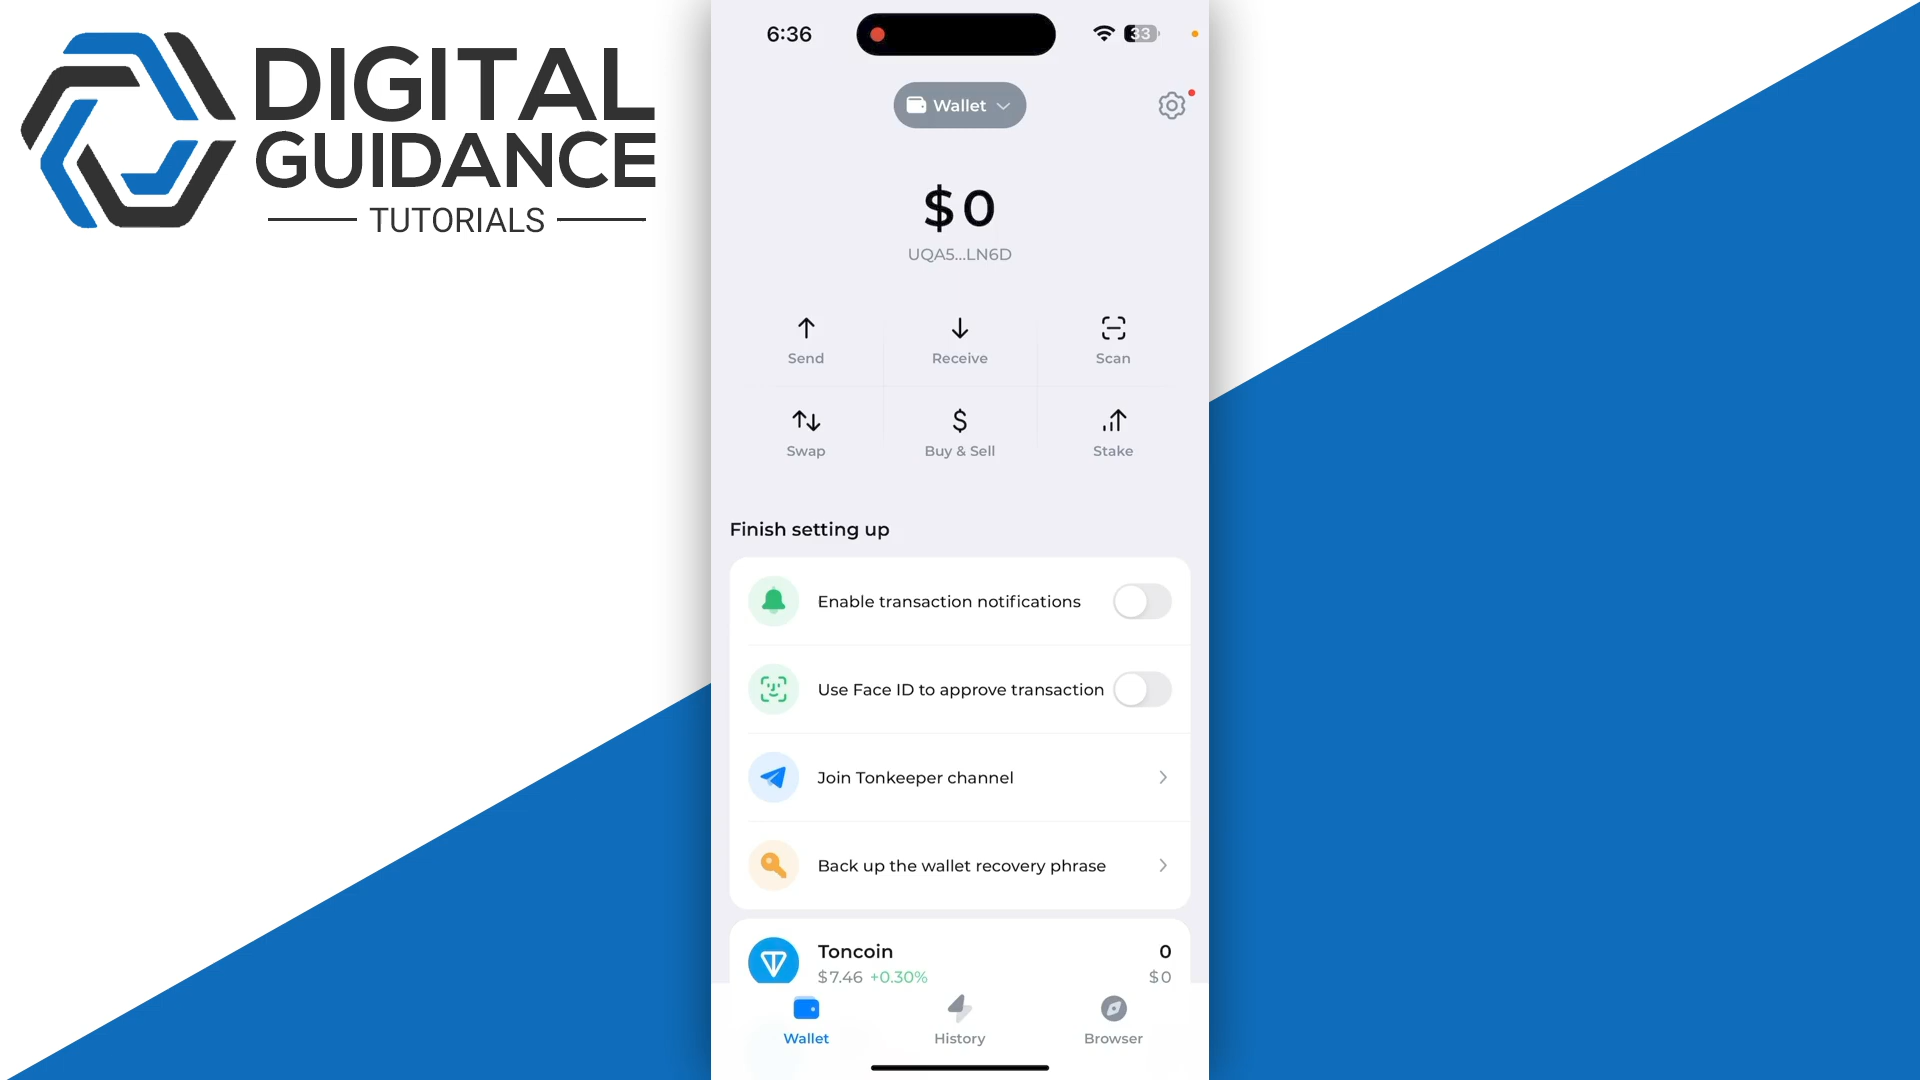 DIGITAL
GUIDANCE
TUTORIALS
6:36
33
Wallet
$0
UQA5...LN6D
Send
Receive
Scan
Swap
Buy & Sell
Stake
Finish setting up
Enable transaction notifications
Use Face ID to approve transaction
Join Tonkeeper channel
Back up the wallet recovery phrase
Toncoin
0
$7.46 +0.30%
$0
Wallet
History
Browser